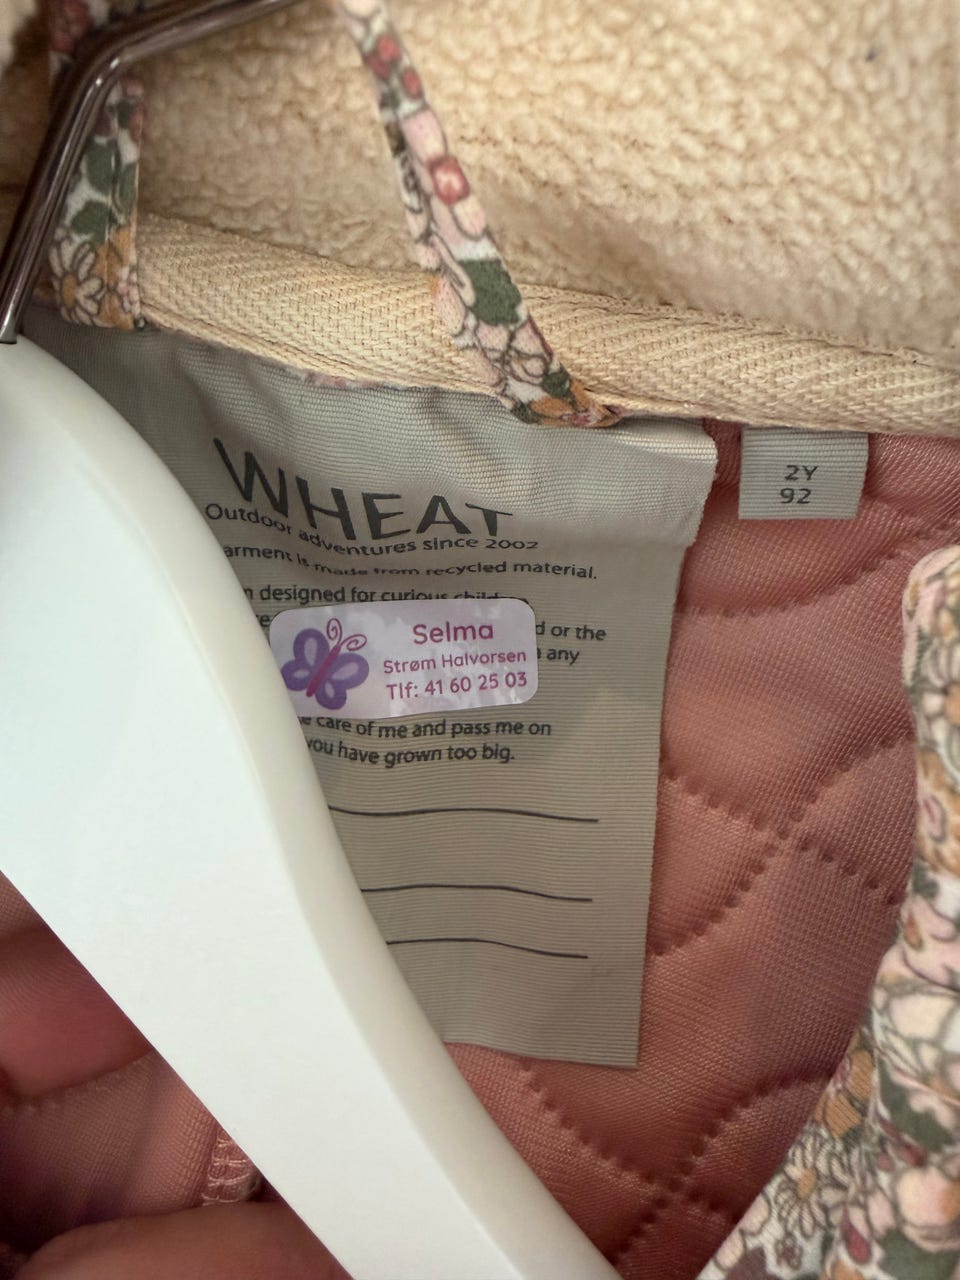 WHEAT
Outdoor adventures since 2002
garment is made from recycled material.
designed for curious
d or the
any
Selma
Strøm Halvorsen
Tlf: 41 60 25 03
care of me and pass me on
you have grown too big.
2Y
92